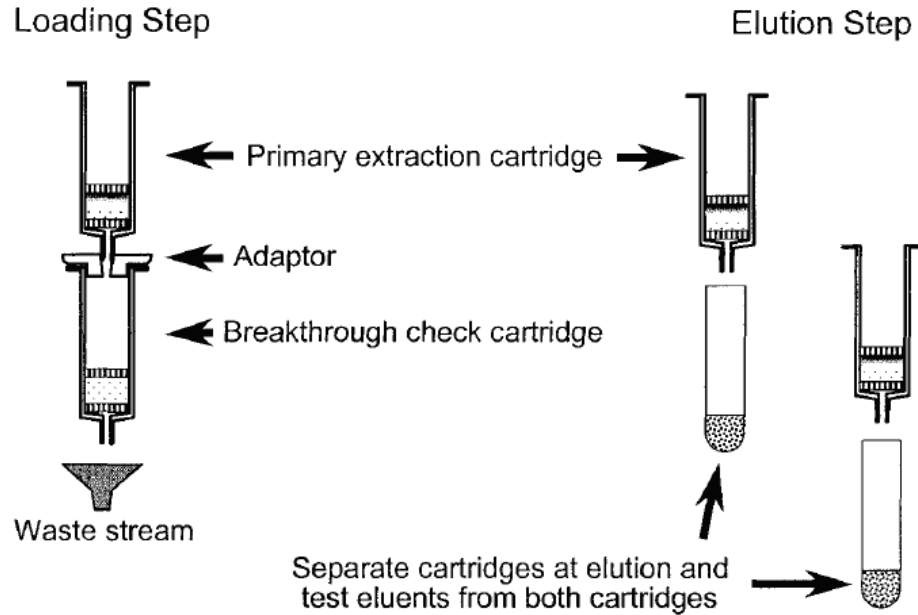 Loading Step
Elution Step
Primary extraction cartridge
Adaptor
Breakthrough check cartridge
Waste stream
Separate cartridges at elution and
test eluents from both cartridges